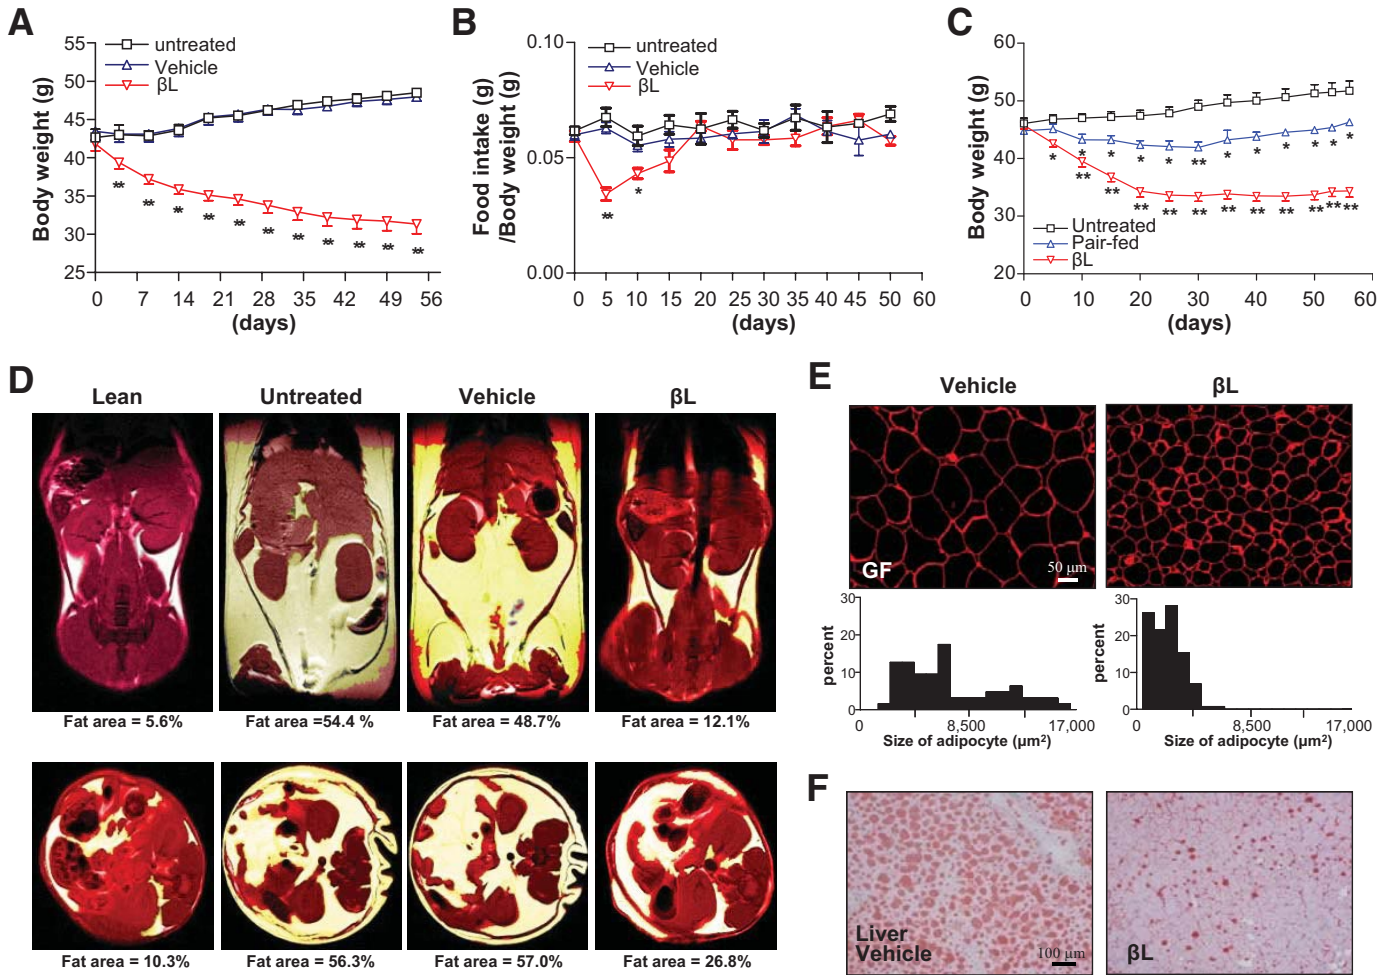 A
55
50
45
40
35
30
25
Body weight (g)
untreated
Vehicle
βL
** ** ** ** ** ** ** ** ** ** **
0 7 14 21 28 35 42 49 56
(days)
B
0.10
0.05
0.00
Food intake (g)
/Body weight (g)
untreated
Vehicle
βL
** *
0 5 10 15 20 25 30 35 40 45 50 60
(days)
C
60
50
40
30
20
Body weight (g)
* * * * ** * * * * * *
* ** ** ** ** ** ** ** ** ** ** **
Untreated
Pair-fed
βL
0 10 20 30 40 50 60
(days)
D
Lean Untreated Vehicle βL
Fat area = 5.6% Fat area =54.4 % Fat area = 48.7% Fat area = 12.1%
Fat area = 10.3% Fat area = 56.3% Fat area = 57.0% Fat area = 26.8%
E
Vehicle βL
GF 50 μm
30
20
10
0
percent
0 8,500 17,000
Size of adipocyte (μm²)
30
20
10
0
percent
0 8,500 17,000
Size of adipocyte (μm²)
F
Liver
Vehicle 100 μm
βL